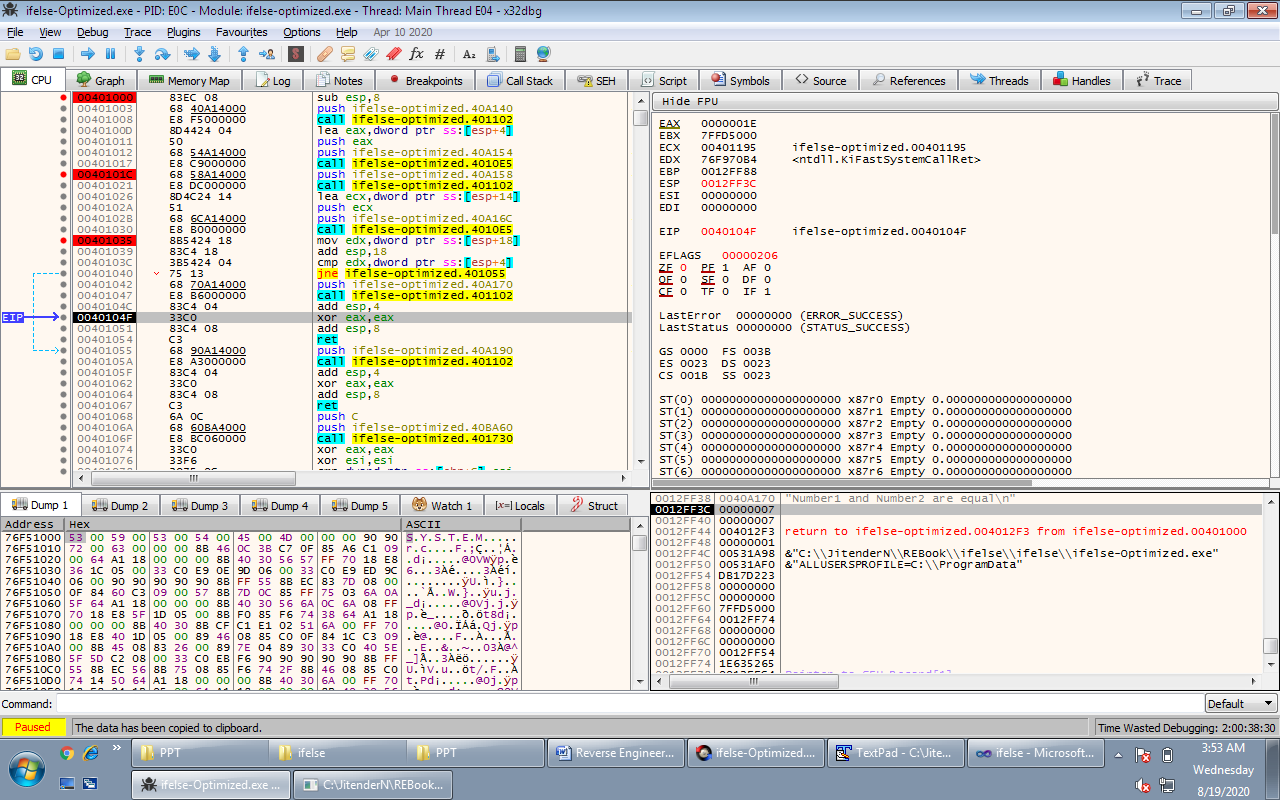 ifelse-Optimized.exe - PID: E0C - Module: ifelse-optimized.exe - Thread: Main Thread E04 - x32dbg
File View Debug Trace Plugins Favourites Options Help Apr 10 2020
CPU Graph Memory Map Log Notes Breakpoints Call Stack SEH Script Symbols Source References Threads Handles Trace
00401000 83EC 08 sub esp,8
00401003 68 40A14000 push ifelse-optimized.40A140
00401008 E8 F5000000 call ifelse-optimized.401102
0040100D 8D4424 04 lea eax,dword ptr ss:[esp+4]
00401011 50 push eax
00401012 68 54A14000 push ifelse-optimized.40A154
00401017 E8 C9000000 call ifelse-optimized.4010E5
0040101C 68 58A14000 push ifelse-optimized.40A158
00401021 E8 DC000000 call ifelse-optimized.401102
00401026 8D4C24 14 lea ecx,dword ptr ss:[esp+14]
0040102A 51 push ecx
0040102B 68 6CA14000 push ifelse-optimized.40A16C
00401030 E8 B0000000 call ifelse-optimized.4010E5
00401035 8B5424 18 mov edx,dword ptr ss:[esp+18]
00401039 83C4 18 add esp,18
0040103C 3B5424 04 cmp edx,dword ptr ss:[esp+4]
00401040 75 13 jne ifelse-optimized.401055
00401042 68 70A14000 push ifelse-optimized.40A170
00401047 E8 B6000000 call ifelse-optimized.401102
0040104C 83C4 04 add esp,4
EIP 0040104F 33C0 xor eax,eax
00401051 83C4 08 add esp,8
00401054 C3 ret
00401055 68 90A14000 push ifelse-optimized.40A190
0040105A E8 A3000000 call ifelse-optimized.401102
0040105F 83C4 04 add esp,4
00401062 33C0 xor eax,eax
00401064 83C4 08 add esp,8
00401067 C3 ret
00401068 6A 0C push C
0040106A 68 60BA4000 push ifelse-optimized.40BA60
0040106F E8 BC060000 call ifelse-optimized.401730
00401074 33C0 xor eax,eax
00401076 33F6 xor esi,esi
Hide FPU
EAX 0000001E
EBX 7FFD5000
ECX 00401195 ifelse-optimized.00401195
EDX 76F970B4 <ntdll.KiFastSystemCallRet>
EBP 0012FF88
ESP 0012FF3C
ESI 00000000
EDI 00000000
EIP 0040104F ifelse-optimized.0040104F
EFLAGS 00000206
ZF 0 PF 1 AF 0
OF 0 SF 0 DF 0
CF 0 TF 0 IF 1
LastError 00000000 (ERROR_SUCCESS)
LastStatus 00000000 (STATUS_SUCCESS)
GS 0000 FS 003B
ES 0023 DS 0023
CS 001B SS 0023
ST(0) 00000000000000000000 x87r0 Empty 0.000000000000000000
ST(1) 00000000000000000000 x87r1 Empty 0.000000000000000000
ST(2) 00000000000000000000 x87r2 Empty 0.000000000000000000
ST(3) 00000000000000000000 x87r3 Empty 0.000000000000000000
ST(4) 00000000000000000000 x87r4 Empty 0.000000000000000000
ST(5) 00000000000000000000 x87r5 Empty 0.000000000000000000
ST(6) 00000000000000000000 x87r6 Empty 0.000000000000000000
Dump 1 Dump 2 Dump 3 Dump 4 Dump 5 Watch 1 [x=] Locals Struct
Address Hex ASCII
76F51000 53 00 59 00 53 00 54 00 45 00 4D 00 00 00 90 90 S.Y.S.T.E.M.....
76F51010 72 00 63 00 00 00 8B 46 0C 3B C7 0F 85 A6 C1 09
76F51020 00 64 A1 18 00 00 00 8B 40 30 56 57 FF 70 18 E8
76F51030 36 1C 05 00 33 C0 E9 0E 9D 06 00 33 C0 E9 ED 9C
76F51040 06 00 90 90 90 90 90 8B FF 55 8B EC 83 7D 08 00
76F51050 0F 84 60 C3 09 00 57 8B 7D 0C 85 FF 75 03 6A 0A
76F51060 5F 64 A1 18 00 00 00 8B 40 30 56 6A 0C 6A 08 FF
76F51070 70 18 E8 5F 1D 05 00 8B F0 85 F6 74 38 64 A1 18
76F51080 00 00 00 8B 40 30 8B CF C1 E1 02 51 6A 00 FF 70
76F51090 18 E8 40 1D 05 00 89 46 08 85 C0 0F 84 1C C3 09
76F510A0 00 8B 45 08 83 26 00 89 7E 04 89 30 33 C0 40 5E
76F510B0 5F 5D C2 08 00 33 C0 EB F6 90 90 90 90 90 8B FF
76F510C0 55 8B EC 56 8B 75 08 85 F6 74 2F 8B 46 08 85 C0
76F510D0 74 14 50 64 A1 18 00 00 00 8B 40 30 6A 00 FF 70
0012FF38 0040A170 "Number1 and Number2 are equal\n"
0012FF3C 00000007
0012FF40 00000007
0012FF44 004012F3 return to ifelse-optimized.004012F3 from ifelse-optimized.00401000
0012FF48 00000001
0012FF4C 00531A98 &"C:\\JitenderN\\REBook\\ifelse\\ifelse\\ifelse-Optimized.exe"
0012FF50 00531AF0 &"ALLUSERSPROFILE=C:\\ProgramData"
0012FF54 DB17D223
0012FF58 00000000
0012FF5C 00000000
0012FF60 7FFD5000
0012FF64 0012FF7C
0012FF68 00000000
0012FF6C 00000000
0012FF70 0012FF54
0012FF74 1E635265
Command: Default
Paused The data has been copied to clipboard. Time Wasted Debugging: 2:00:38:30
PPT ifelse PPT Reverse Engineer... ifelse-Optimized.... TextPad - C:\Jite... ifelse - Microsoft... 3:53 AM
Wednesday
ifelse-Optimized.exe ... C:\JitenderN\REBook... 8/19/2020